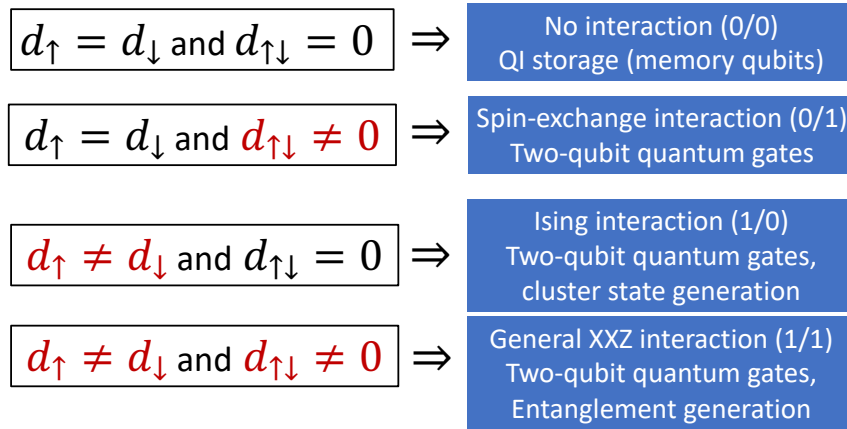 d↑ = d↓ and d↑↓ = 0 ⇒
No interaction (0/0)
QI storage (memory qubits)
d↑ = d↓ and d↑↓ ≠ 0 ⇒
Spin-exchange interaction (0/1)
Two-qubit quantum gates
d↑ ≠ d↓ and d↑↓ = 0 ⇒
Ising interaction (1/0)
Two-qubit quantum gates,
cluster state generation
d↑ ≠ d↓ and d↑↓ ≠ 0 ⇒
General XXZ interaction (1/1)
Two-qubit quantum gates,
Entanglement generation